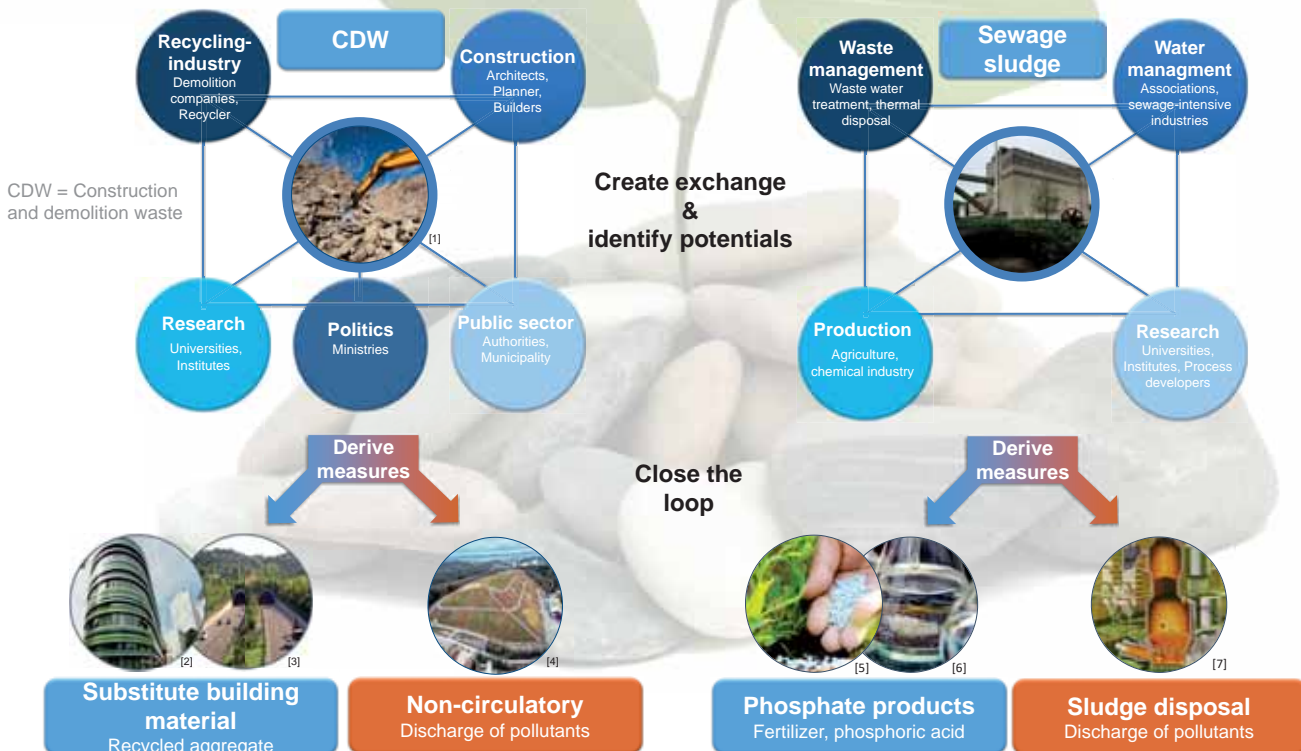 CDW
Recycling-
industry
Demolition
companies,
Recycler
Construction
Architects,
Planner,
Builders
CDW = Construction
and demolition waste
[1]
Research
Universities,
Institutes
Politics
Ministries
Public sector
Authorities,
Municipality
Create exchange
&
identify potentials
Sewage
sludge
Waste
management
Waste water
treatment, thermal
disposal
Water
managment
Associations,
sewage-intensive
industries
Production
Agriculture,
chemical industry
Research
Universities,
Institutes, Process
developers
Derive
measures
Close the
loop
Derive
measures
[2]
[3]
[4]
[5]
[6]
[7]
Substitute building
material
Recycled aggregate
Non-circulatory
Discharge of pollutants
Phosphate products
Fertilizer, phosphoric acid
Sludge disposal
Discharge of pollutants